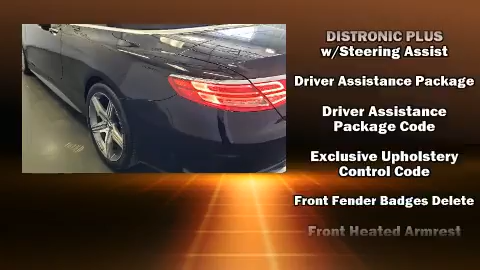 DISTRONIC PLUS
w/Steering Assist
Driver Assistance Package
Driver Assistance
Package Code
Exclusive Upholstery
Control Code
Front Fender Badges Delete
Front Heated Armrest